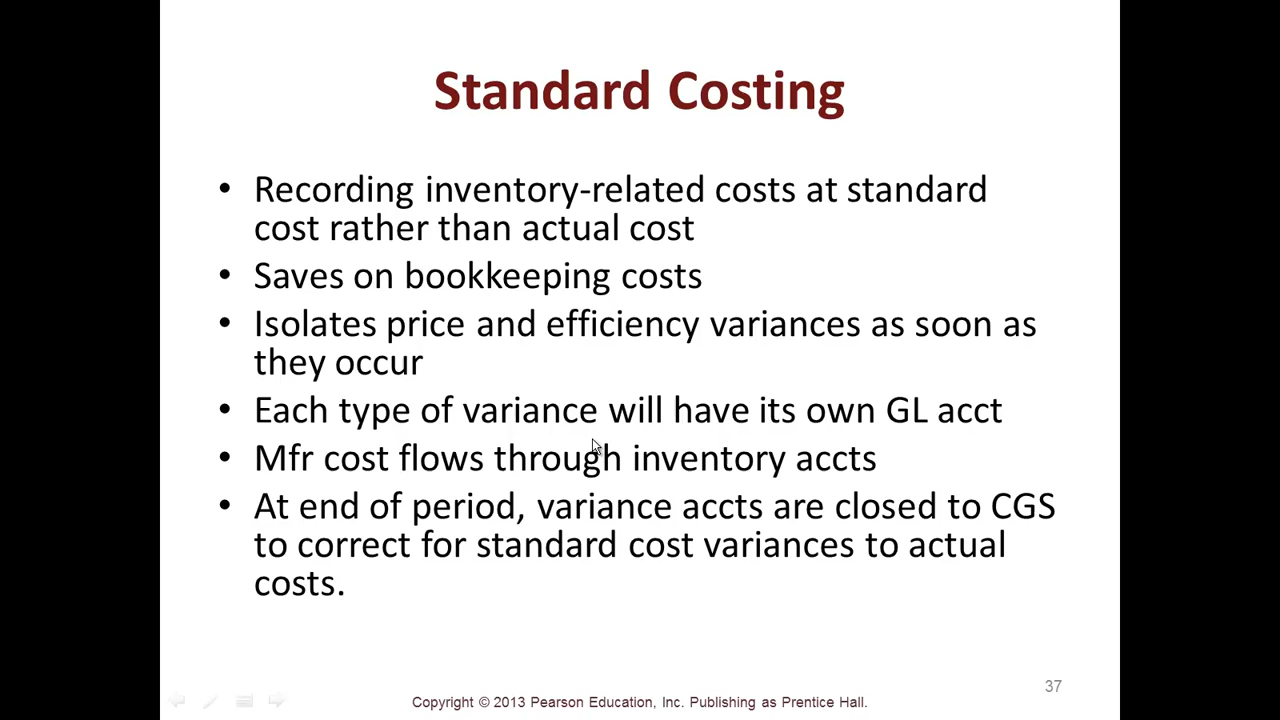 Standard Costing
• Recording inventory-related costs at standard
cost rather than actual cost
• Saves on bookkeeping costs
• Isolates price and efficiency variances as soon as
they occur
• Each type of variance will have its own GL acct
• Mfr cost flows through inventory accts
• At end of period, variance accts are closed to CGS
to correct for standard cost variances to actual
costs.
37
Copyright © 2013 Pearson Education, Inc. Publishing as Prentice Hall.